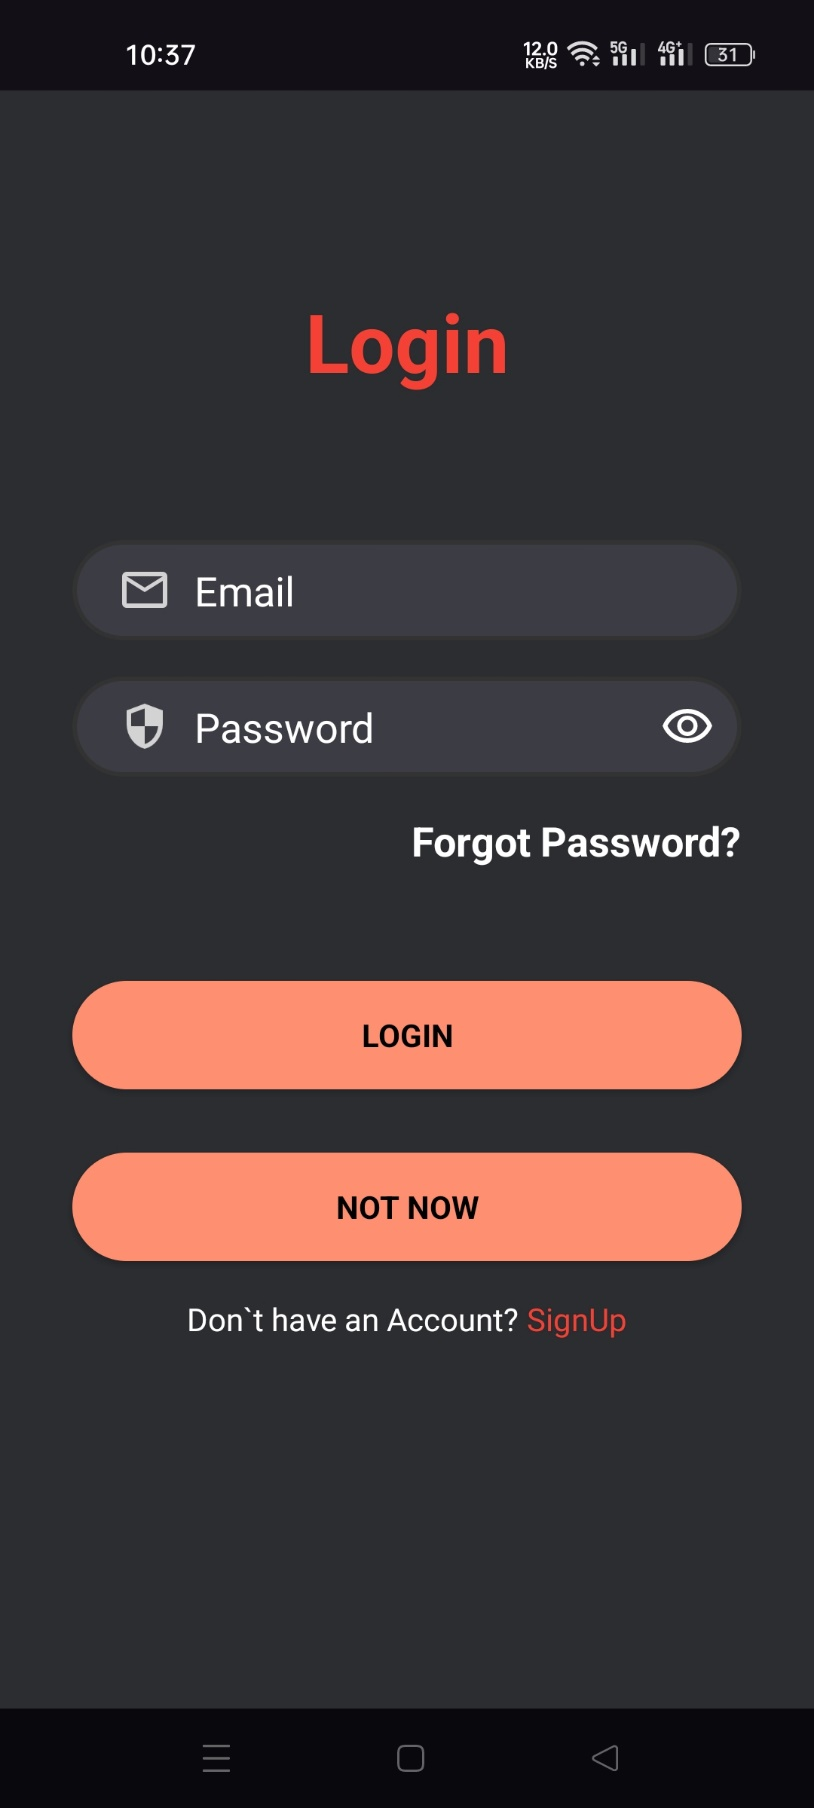 10:37
12.0
KB/S
5G
4G+
31
Login
Email
Password
Forgot Password?
LOGIN
NOT NOW
Don`t have an Account? SignUp